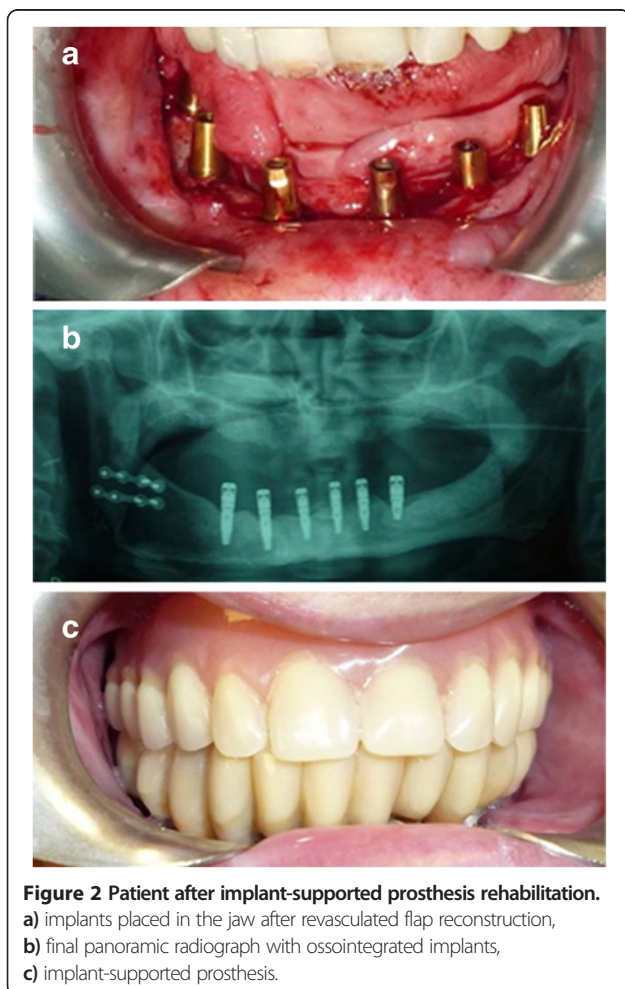 a
b
c
Figure 2 Patient after implant-supported prosthesis rehabilitation.
a) implants placed in the jaw after revasculated flap reconstruction,
b) final panoramic radiograph with ossointegrated implants,
c) implant-supported prosthesis.